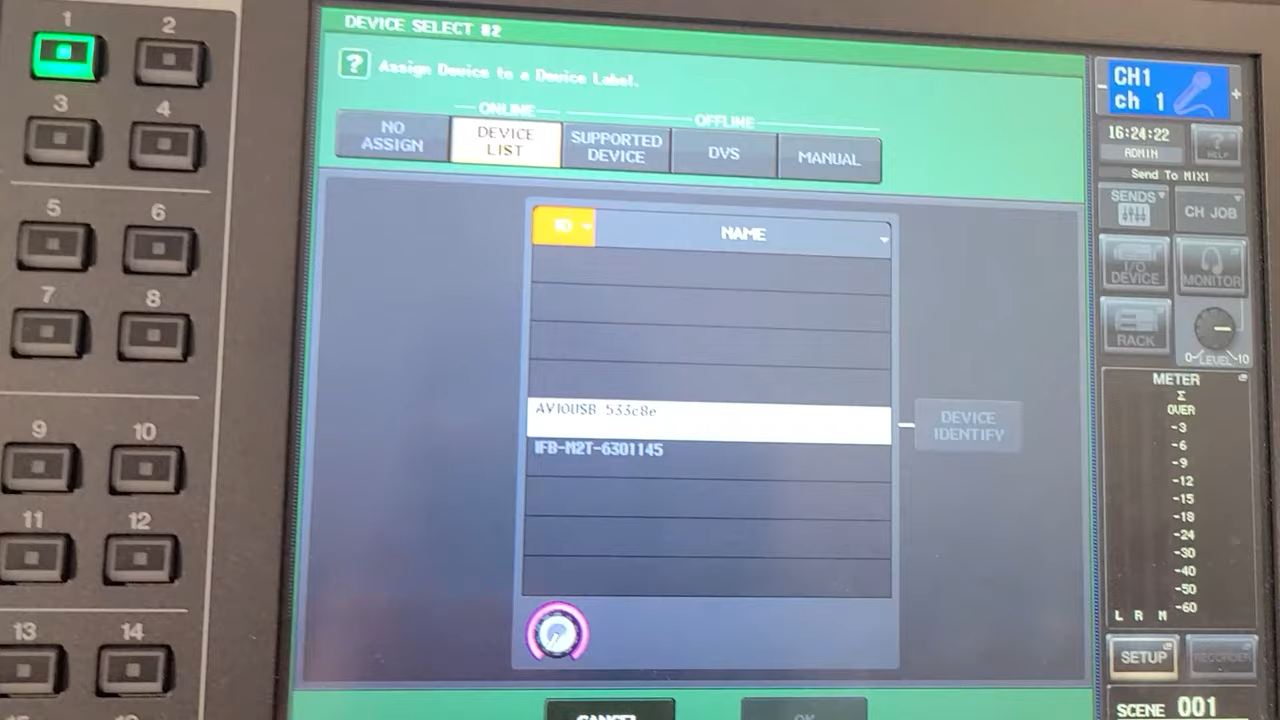 DEVICE SELECT #2
? Assign Device to a Device Label.
ONLINE
OFFLINE
NO ASSIGN
DEVICE LIST
SUPPORTED DEVICE
DVS
MANUAL
ID
NAME
AVIOUSB-533c8e
IFB-M2T-6301145
DEVICE IDENTIFY
CANCEL
OK
1
2
3
4
5
6
7
8
9
10
11
12
13
14
CH1
ch 1
- +
16:24:22
ADMIN
?
HELP
Send To MIX1
SENDS
CH JOB
I/O DEVICE
MONITOR
RACK
0 LEVEL 10
METER
Σ
OVER
-3
-6
-9
-12
-15
-18
-24
-30
-40
-50
-60
L R M
SETUP
RECORDER
SCENE 001